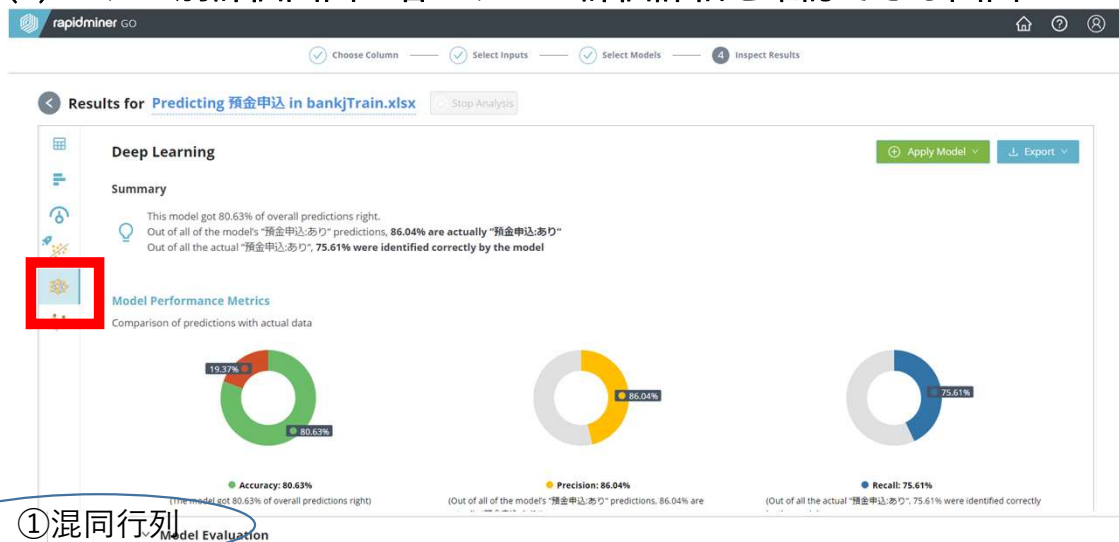 rapidminer GO
Choose Column
Select Inputs
Select Models
4 Inspect Results
Results for Predicting 預金申込 in bankjTrain.xlsx
Stop Analysis
Deep Learning
Apply Model
Export
Summary
This model got 80.63% of overall predictions right.
Out of all of the model's "預金申込:あり" predictions, 86.04% are actually "預金申込:あり"
Out of all the actual "預金申込:あり", 75.61% were identified correctly by the model
Model Performance Metrics
Comparison of predictions with actual data
19.37%
80.63%
86.04%
75.61%
Accuracy: 80.63%
(The model got 80.63% of overall predictions right)
Precision: 86.04%
(Out of all of the model's "預金申込:あり" predictions, 86.04% are
Recall: 75.61%
(Out of all the actual "預金申込:あり", 75.61% were identified correctly
①混同行列
Model Evaluation